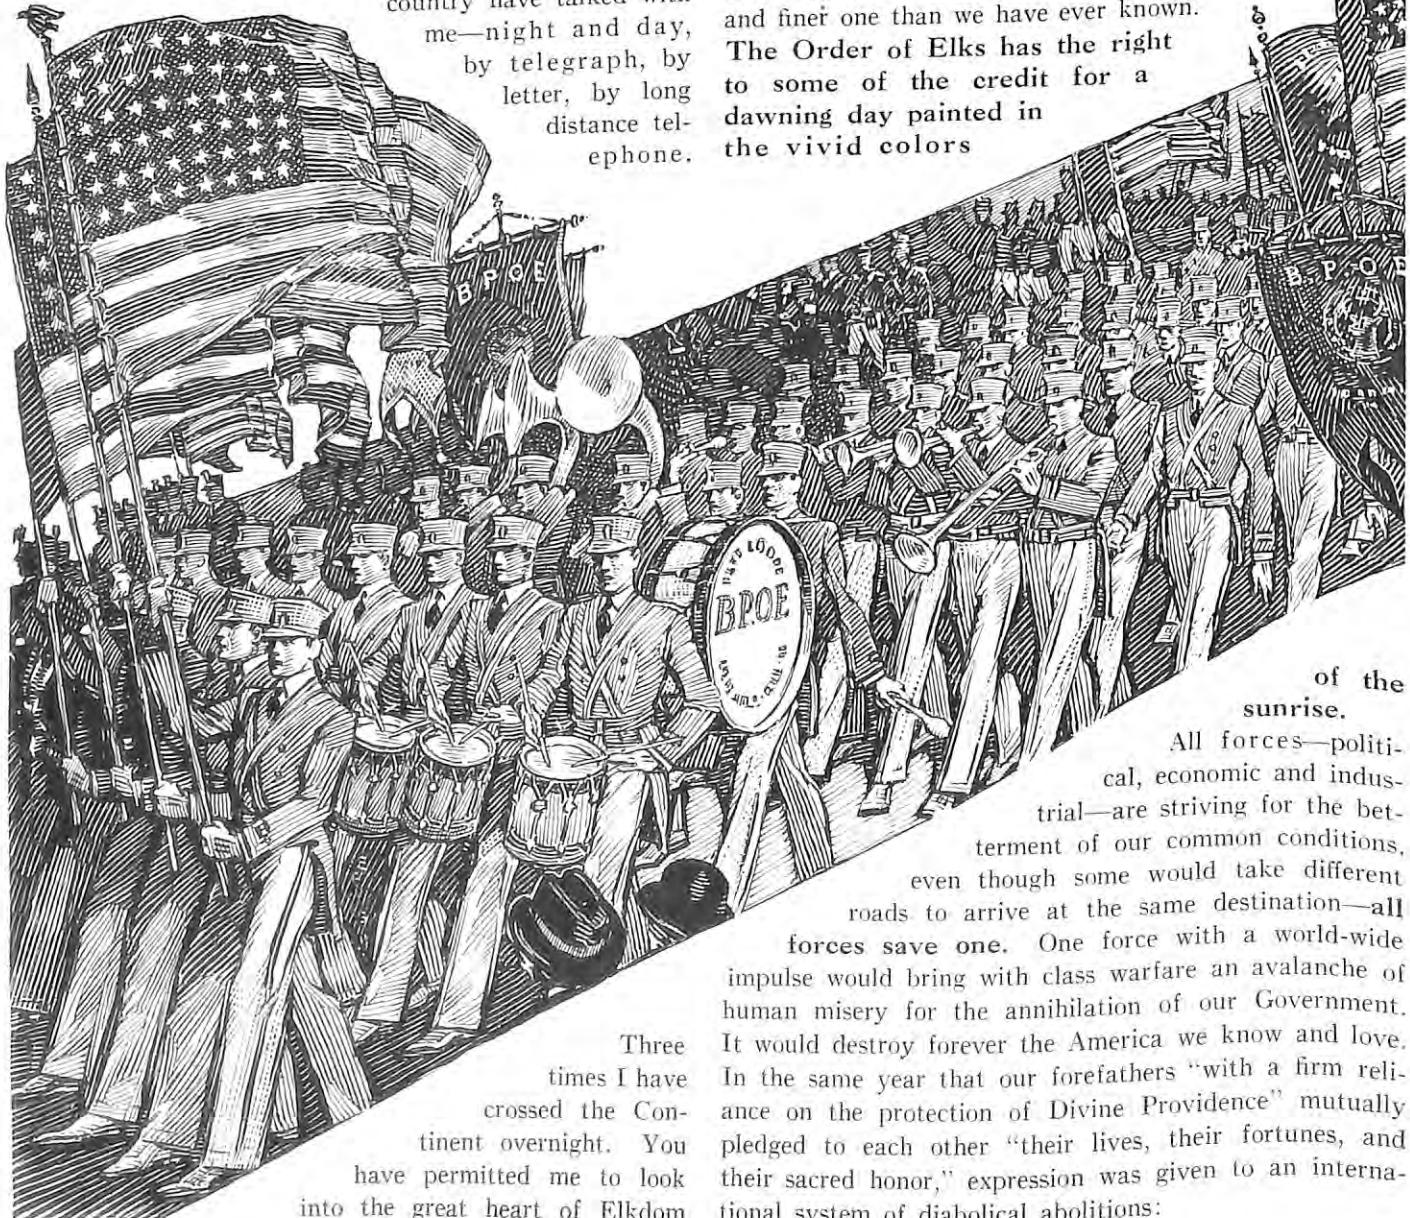 country have talked with
me—night and day,
by telegraph, by
letter, by long
distance tel-
ephone.
Three
times I have
crossed the Con-
tinent overnight. You
have permitted me to look
into the great heart of Elkdom
and finer one than we have ever known.
The Order of Elks has the right
to some of the credit for a
dawning day painted in
the vivid colors
of the
sunrise.
All forces—politi-
cal, economic and indus-
trial—are striving for the bet-
terment of our common conditions,
even though some would take different
roads to arrive at the same destination—all
forces save one. One force with a world-wide
impulse would bring with class warfare an avalanche of
human misery for the annihilation of our Government.
It would destroy forever the America we know and love.
In the same year that our forefathers "with a firm reli-
ance on the protection of Divine Providence" mutually
pledged to each other "their lives, their fortunes, and
their sacred honor," expression was given to an interna-
tional system of diabolical abolitions:
BPOE
LODGE
BPOE
B.P.O.E